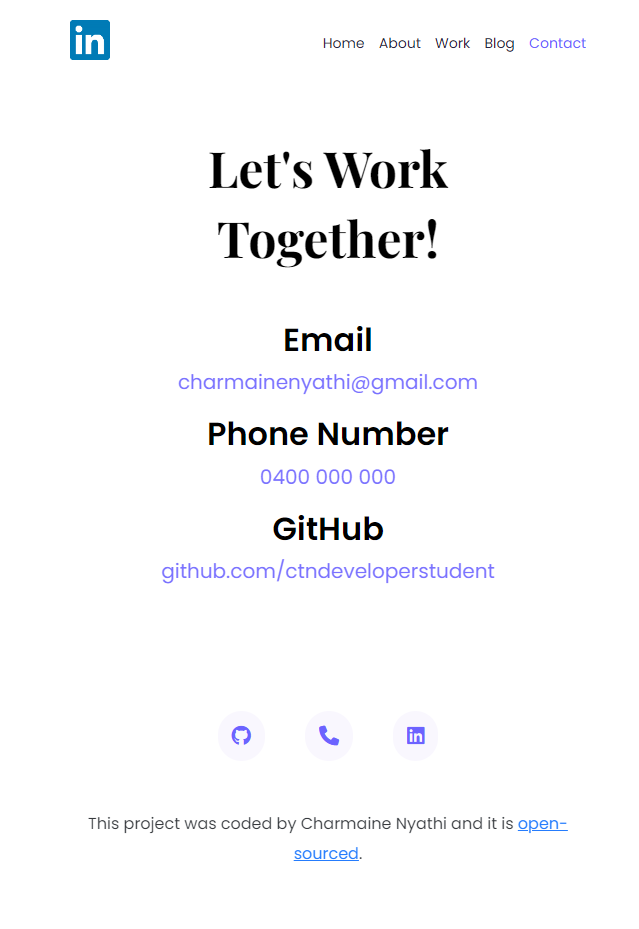 in
Home About Work Blog Contact
Let's Work
Together!
Email
charmainenyathi@gmail.com
Phone Number
0400 000 000
GitHub
github.com/ctndeveloperstudent
in
This project was coded by Charmaine Nyathi and it is open-
sourced.